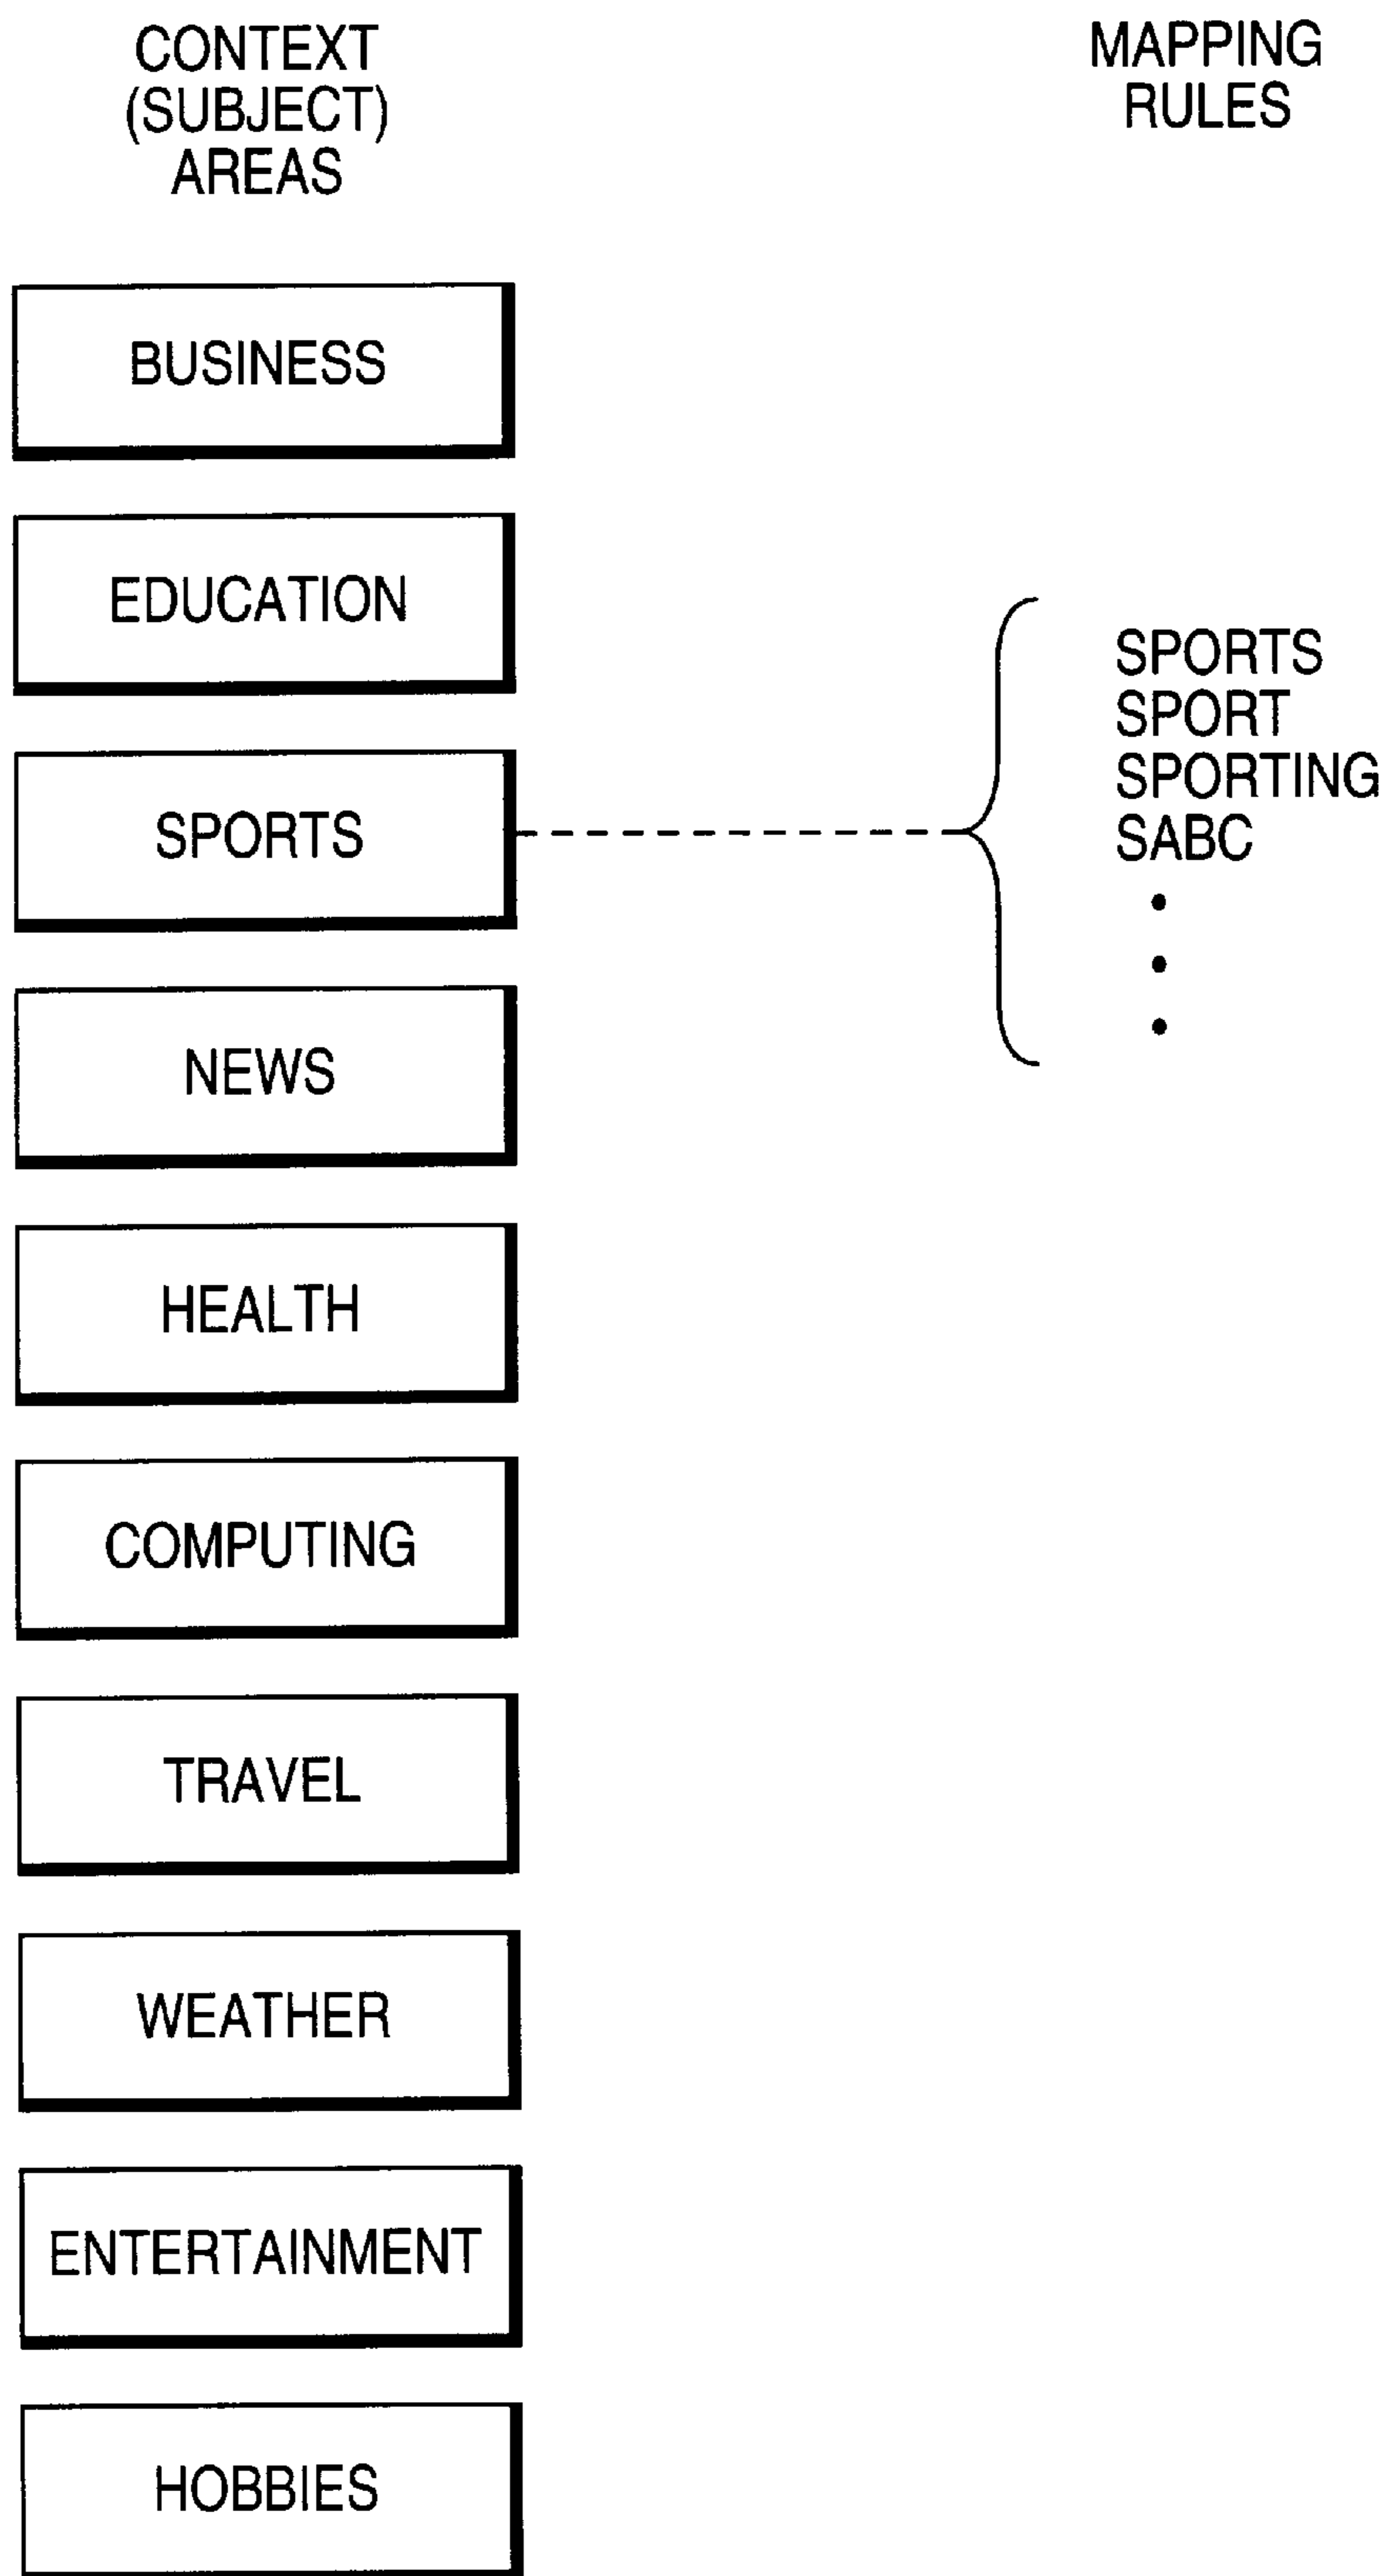 CONTEXT
(SUBJECT)
AREAS
MAPPING
RULES
BUSINESS
EDUCATION
SPORTS
SPORTS
SPORT
SPORTING
SABC
NEWS
HEALTH
COMPUTING
TRAVEL
WEATHER
ENTERTAINMENT
HOBBIES